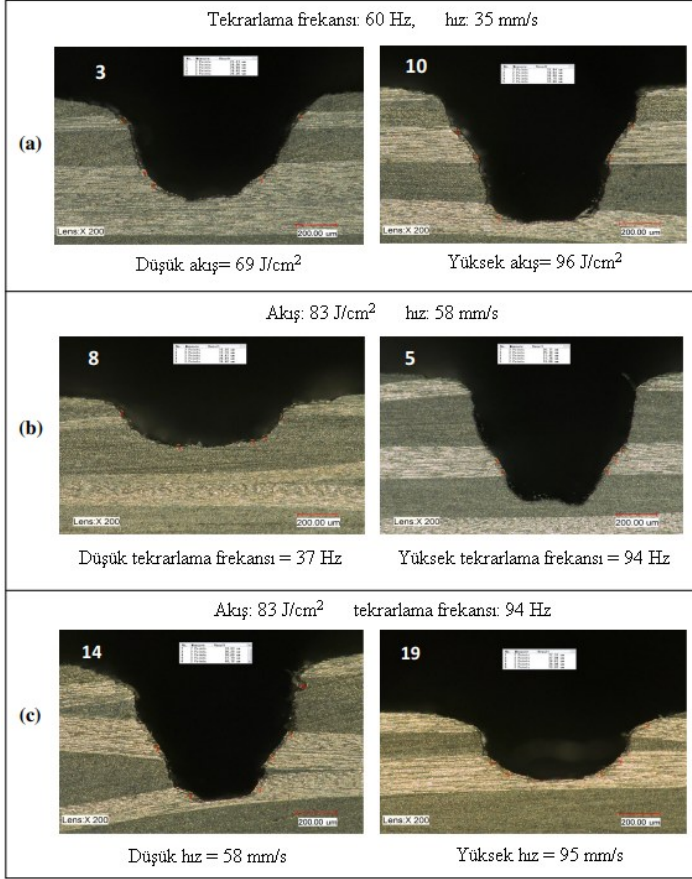 Tekrarlama frekansı: 60 Hz, hız: 35 mm/s
3
10
(a)
Lens:X 200
200.00 um
Lens:X 200
200.00 um
Düşük akış= 69 J/cm²
Yüksek akış= 96 J/cm²
Akış: 83 J/cm² hız: 58 mm/s
8
5
(b)
Lens:X 200
200.00 um
Lens:X 200
200.00 um
Düşük tekrarlama frekansı = 37 Hz
Yüksek tekrarlama frekansı = 94 Hz
Akış: 83 J/cm² tekrarlama frekansı: 94 Hz
14
19
(c)
Lens:X 200
200.00 um
Lens:X 200
200.00 um
Düşük hız = 58 mm/s
Yüksek hız = 95 mm/s